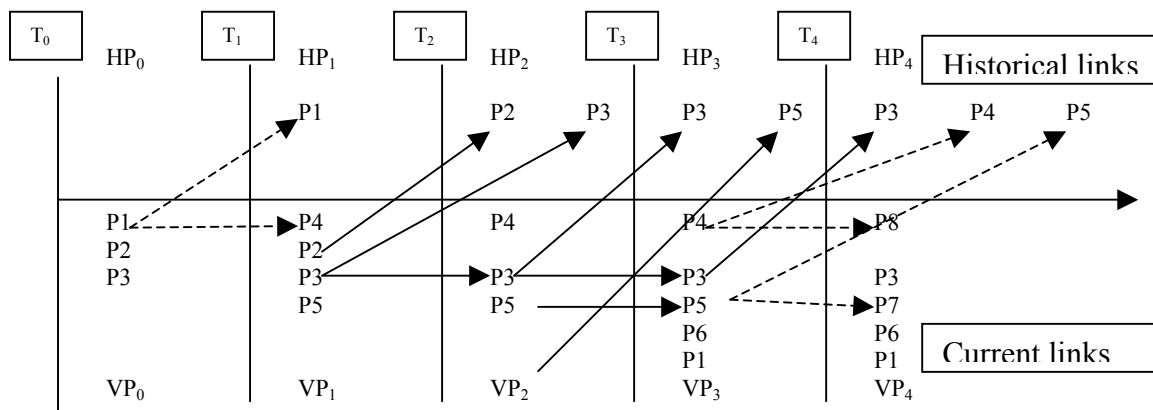 T0 T1 T2 T3 T4
HP0 HP1 HP2 HP3 HP4 Historical links
P1 P2 P3 P3 P5 P3 P4 P5
P1 P4 P4 P4 P8
P2 P2
P3 P3 P3 P3 P3
P5 P5 P5 P7
P6 P6
P1 P1 Current links
VP0 VP1 VP2 VP3 VP4